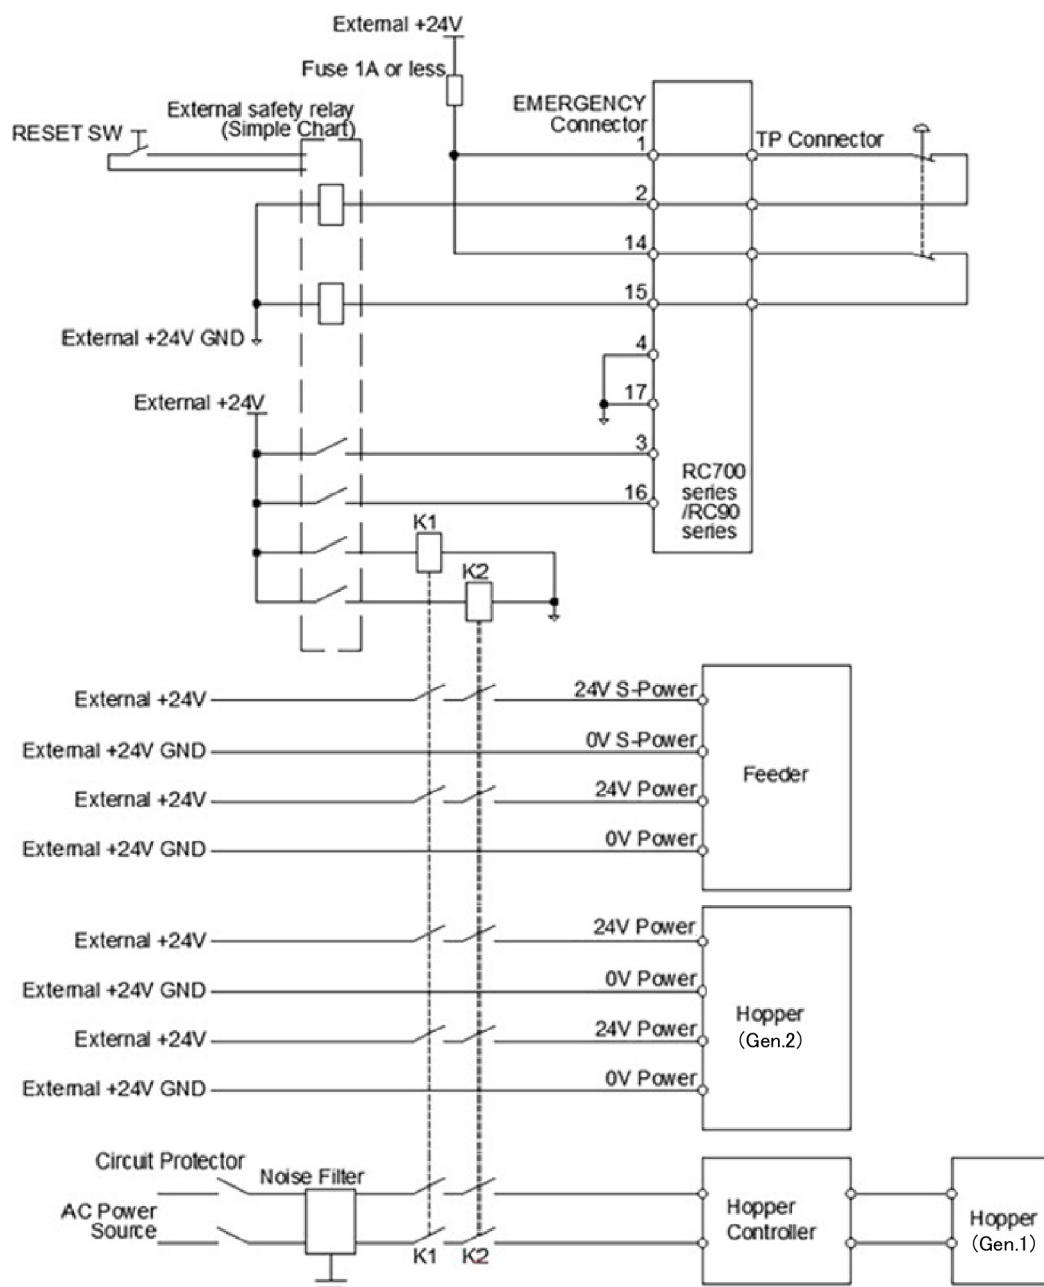 External +24V
Fuse 1A or less
EMERGENCY
Connector
External safety relay
(Simple Chart)
RESET SW
TP Connector
1
2
14
15
External +24V GND
4
17
External +24V
3
16
RC700
series
/RC90
series
K1
K2
External +24V
24V S-Power
External +24V GND
0V S-Power
Feeder
External +24V
24V Power
External +24V GND
0V Power
External +24V
24V Power
External +24V GND
0V Power
Hopper
(Gen.2)
External +24V
24V Power
External +24V GND
0V Power
Circuit Protector
Noise Filter
AC Power
Source
K1
K2
Hopper
Controller
Hopper
(Gen.1)